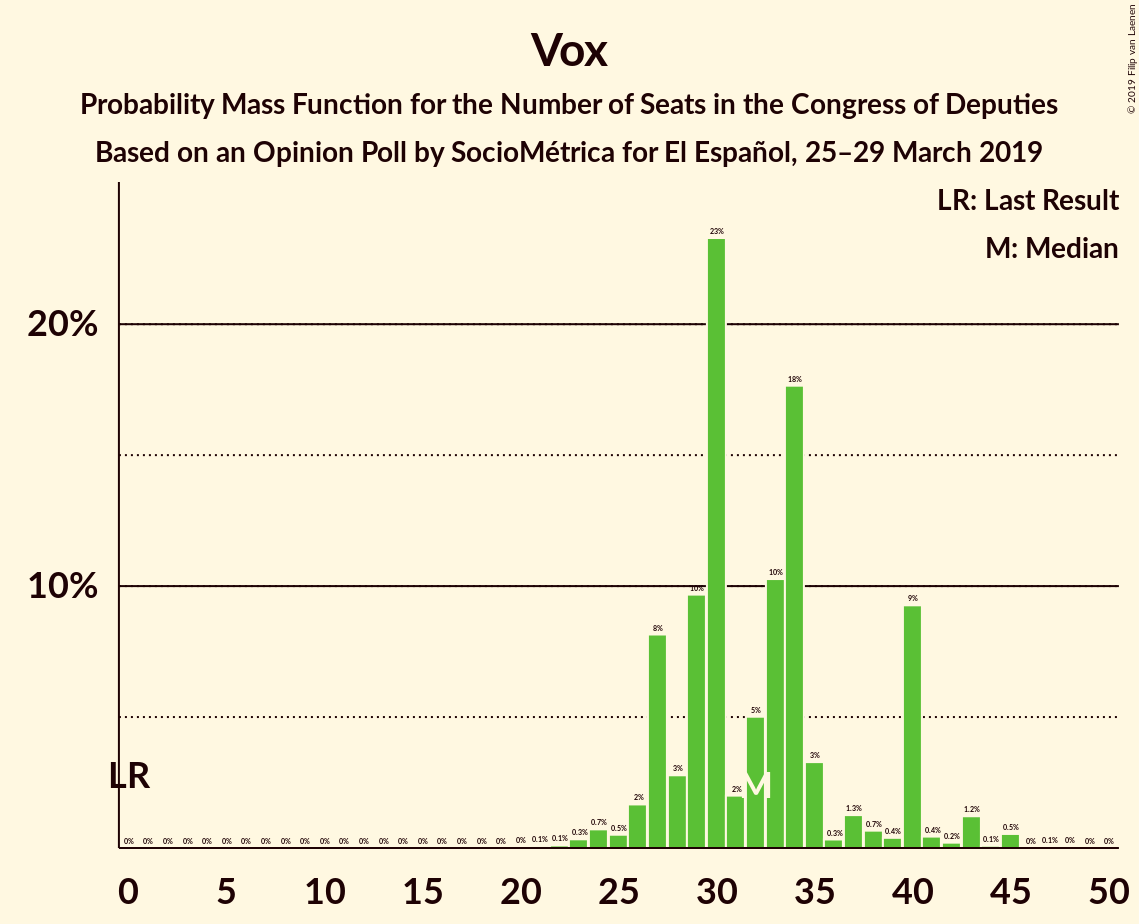 Vox
Probability Mass Function for the Number of Seats in the Congress of Deputies
Based on an Opinion Poll by SocioMétrica for El Español, 25–29 March 2019
© 2019 Filip van Laenen
LR: Last Result
M: Median
20%
10%
0% 0% 0% 0% 0% 0% 0% 0% 0% 0% 0% 0% 0% 0% 0% 0% 0% 0% 0% 0% 0% 0.1% 0.1% 0.3% 0.7% 0.5% 2% 8% 3% 10% 23% 2% 5% 10% 18% 3% 0.3% 1.3% 0.7% 0.4% 9% 0.4% 0.2% 1.2% 0.1% 0.5% 0% 0.1% 0% 0% 0%
LR
M
0 5 10 15 20 25 30 35 40 45 50